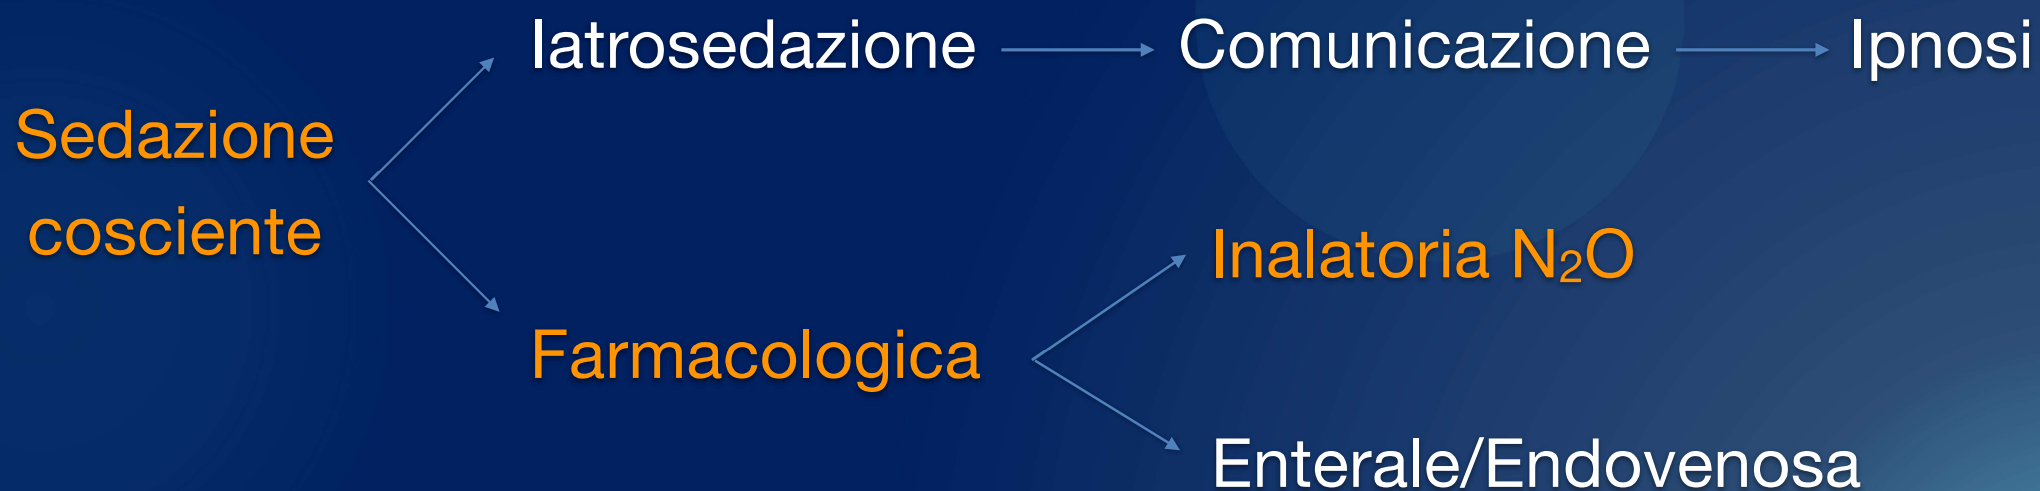 Iatrosedazione
Comunicazione
Ipnosi
Sedazione
cosciente
Inalatoria N₂O
Farmacologica
Enterale/Endovenosa